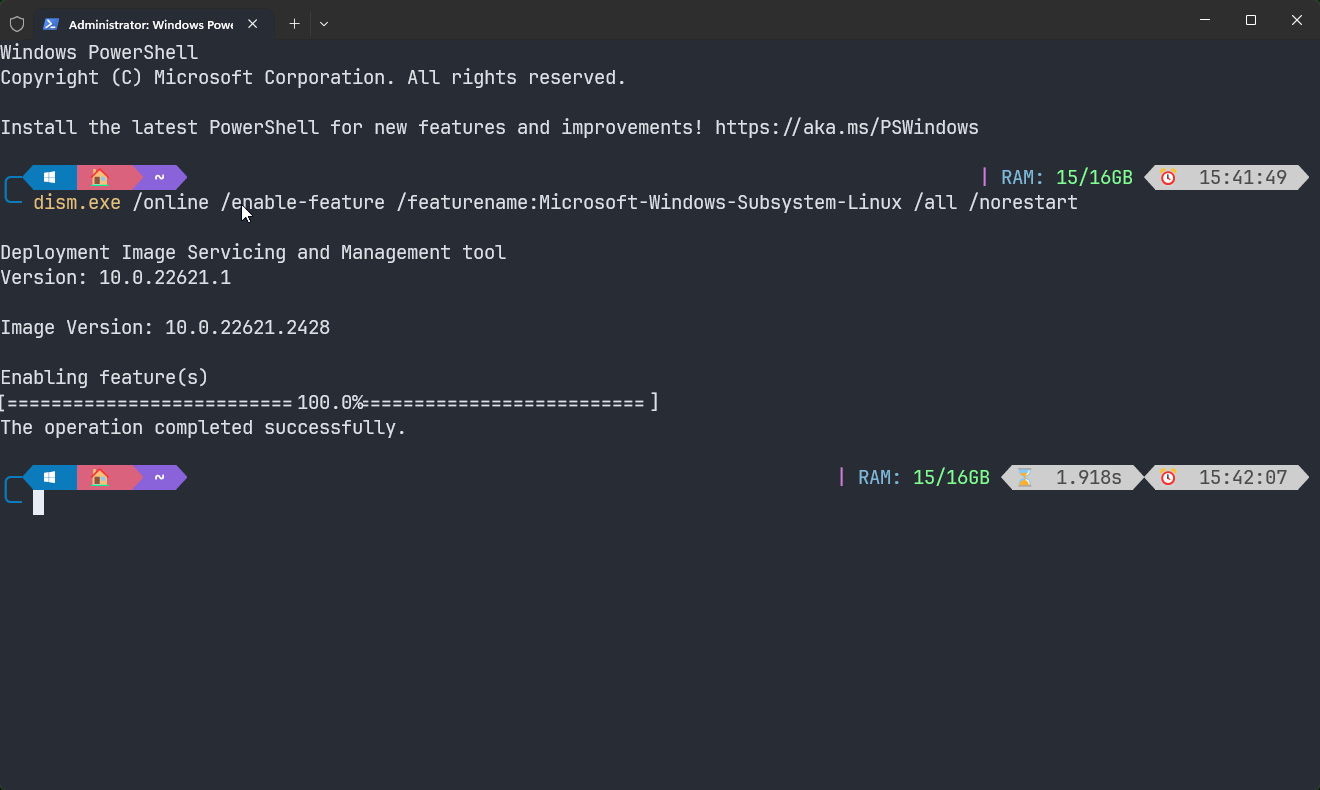 Administrator: Windows Powe
Windows PowerShell
Copyright (C) Microsoft Corporation. All rights reserved.
Install the latest PowerShell for new features and improvements! https://aka.ms/PSWindows
~ | RAM: 15/16GB 15:41:49
dism.exe /online /enable-feature /featurename:Microsoft-Windows-Subsystem-Linux /all /norestart
Deployment Image Servicing and Management tool
Version: 10.0.22621.1
Image Version: 10.0.22621.2428
Enabling feature(s)
[==========================100.0%==========================]
The operation completed successfully.
~ | RAM: 15/16GB 1.918s 15:42:07